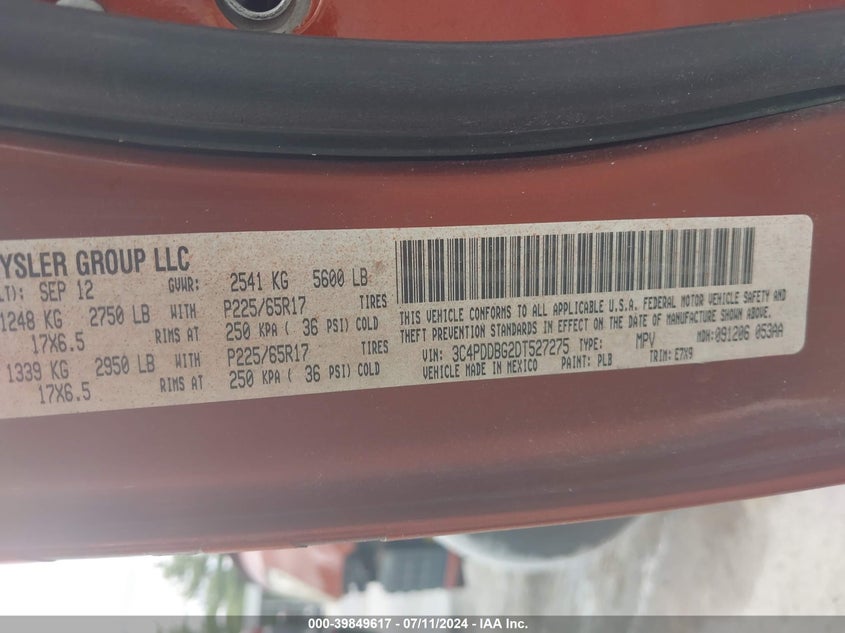 YSLER GROUP LLC
LT): SEP 12 GVWR: 2541 KG 5600 LB
1248 KG 2750 LB WITH P225/65R17 TIRES
17X6.5 RIMS AT 250 KPA ( 36 PSI) COLD
1339 KG 2950 LB WITH P225/65R17 TIRES
17X6.5 RIMS AT 250 KPA ( 36 PSI) COLD
THIS VEHICLE CONFORMS TO ALL APPLICABLE U.S.A. FEDERAL MOTOR VEHICLE SAFETY AND
THEFT PREVENTION STANDARDS IN EFFECT ON THE DATE OF MANUFACTURE SHOWN ABOVE.
VIN: 3C4PDDBG2DT527275 TYPE: MPV MDH: 091206 053AA
VEHICLE MADE IN MEXICO PAINT: PLB TRIM: E7X9
000-39849617 - 07/11/2024 - IAA Inc.